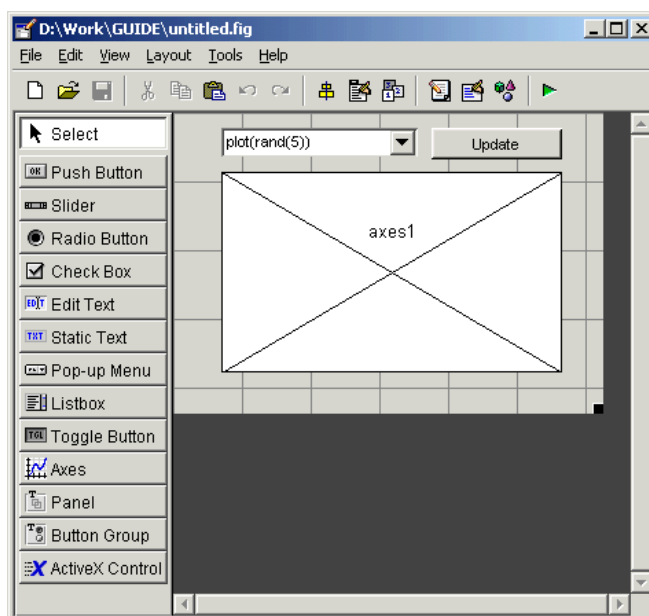 D:\Work\GUIDE\untitled.fig
File Edit View Layout Tools Help
Select
plot(rand(5))
Update
Push Button
Slider
Radio Button
axes1
Check Box
Edit Text
Static Text
Pop-up Menu
Listbox
Toggle Button
Axes
Panel
Button Group
ActiveX Control